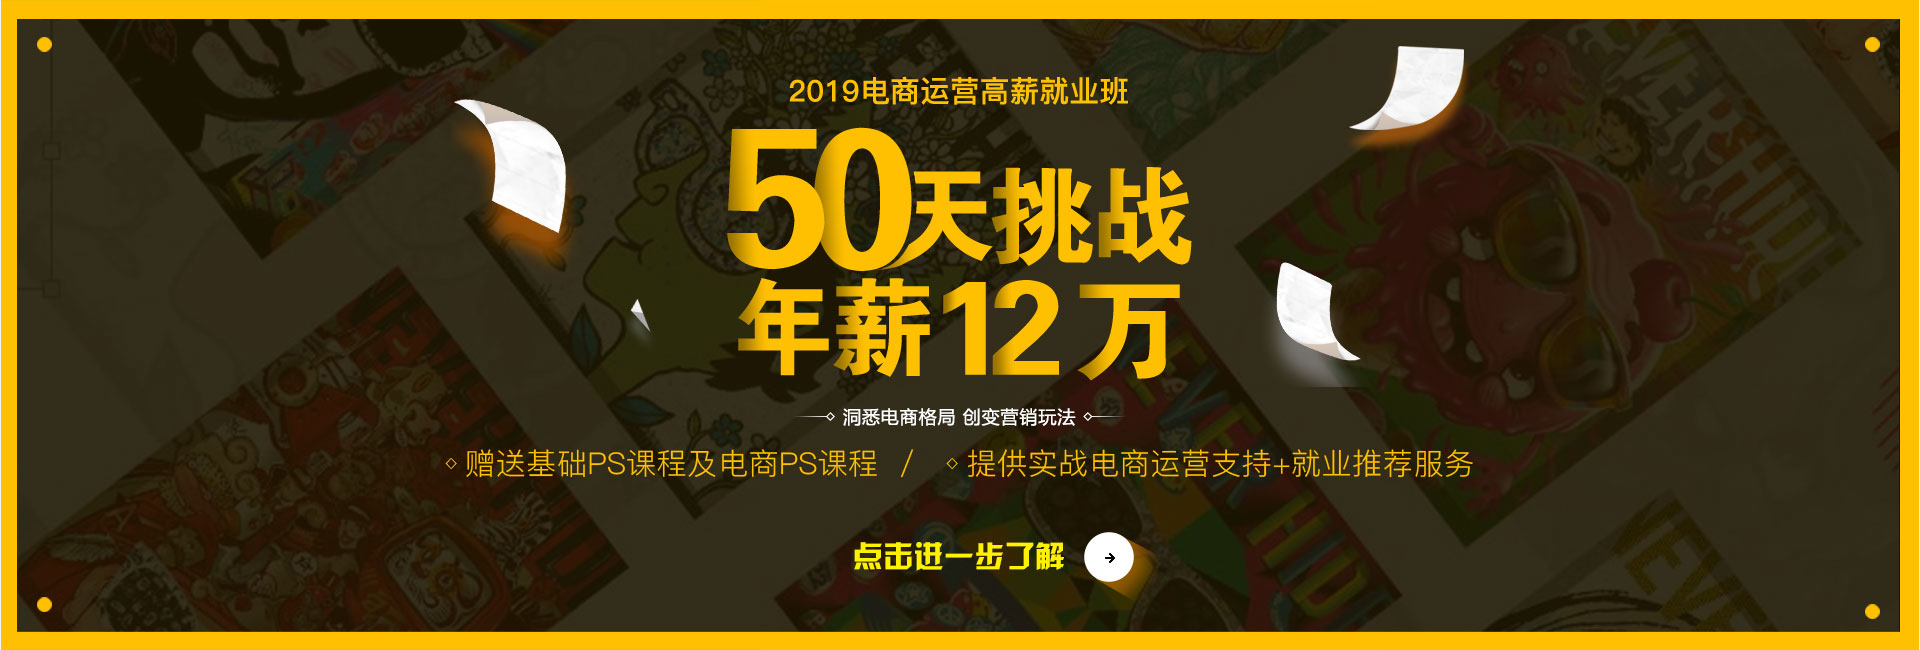 2019电商运营高薪就业班
50天挑战
年薪12万
洞悉电商格局 创变营销玩法
赠送基础PS课程及电商PS课程 / 提供实战电商运营支持+就业推荐服务
点击进一步了解